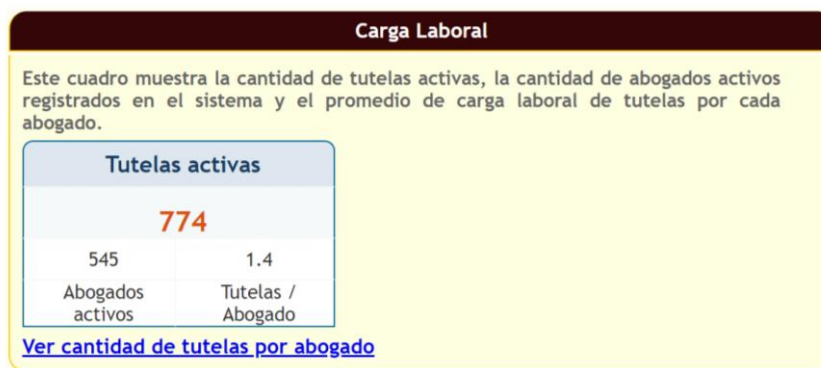 Carga Laboral
Este cuadro muestra la cantidad de tutelas activas, la cantidad de abogados activos
registrados en el sistema y el promedio de carga laboral de tutelas por cada
abogado.
Tutelas activas
774
545 1.4
Abogados Tutelas /
activos Abogado
Ver cantidad de tutelas por abogado